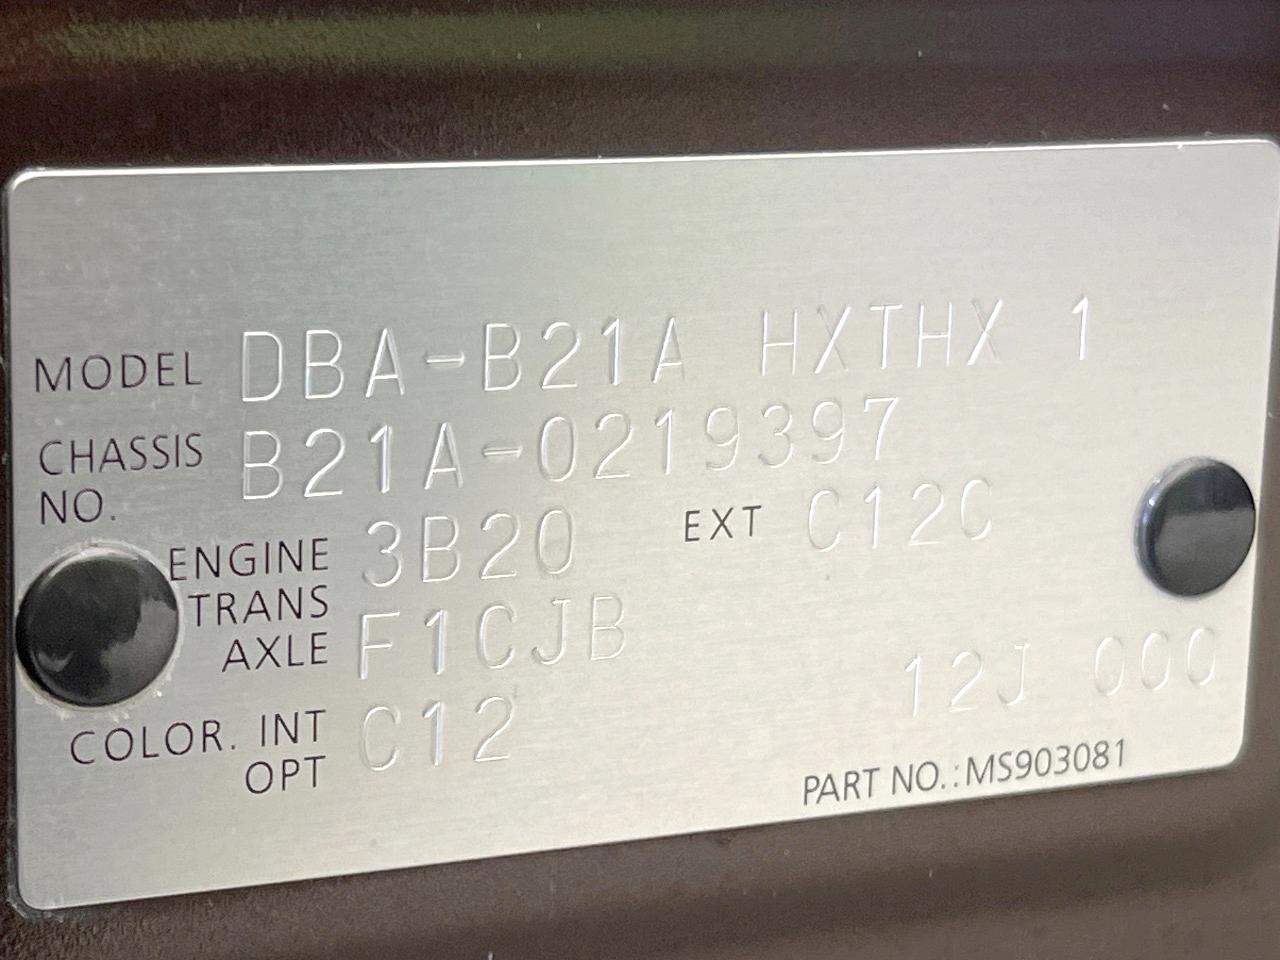 MODEL DBA-B21A HXTHX 1
CHASSIS NO. B21A-0219397
ENGINE 3B20 EXT C12C
TRANS AXLE F1CJB
12J 000
COLOR. INT OPT C12
PART NO.:MS903081